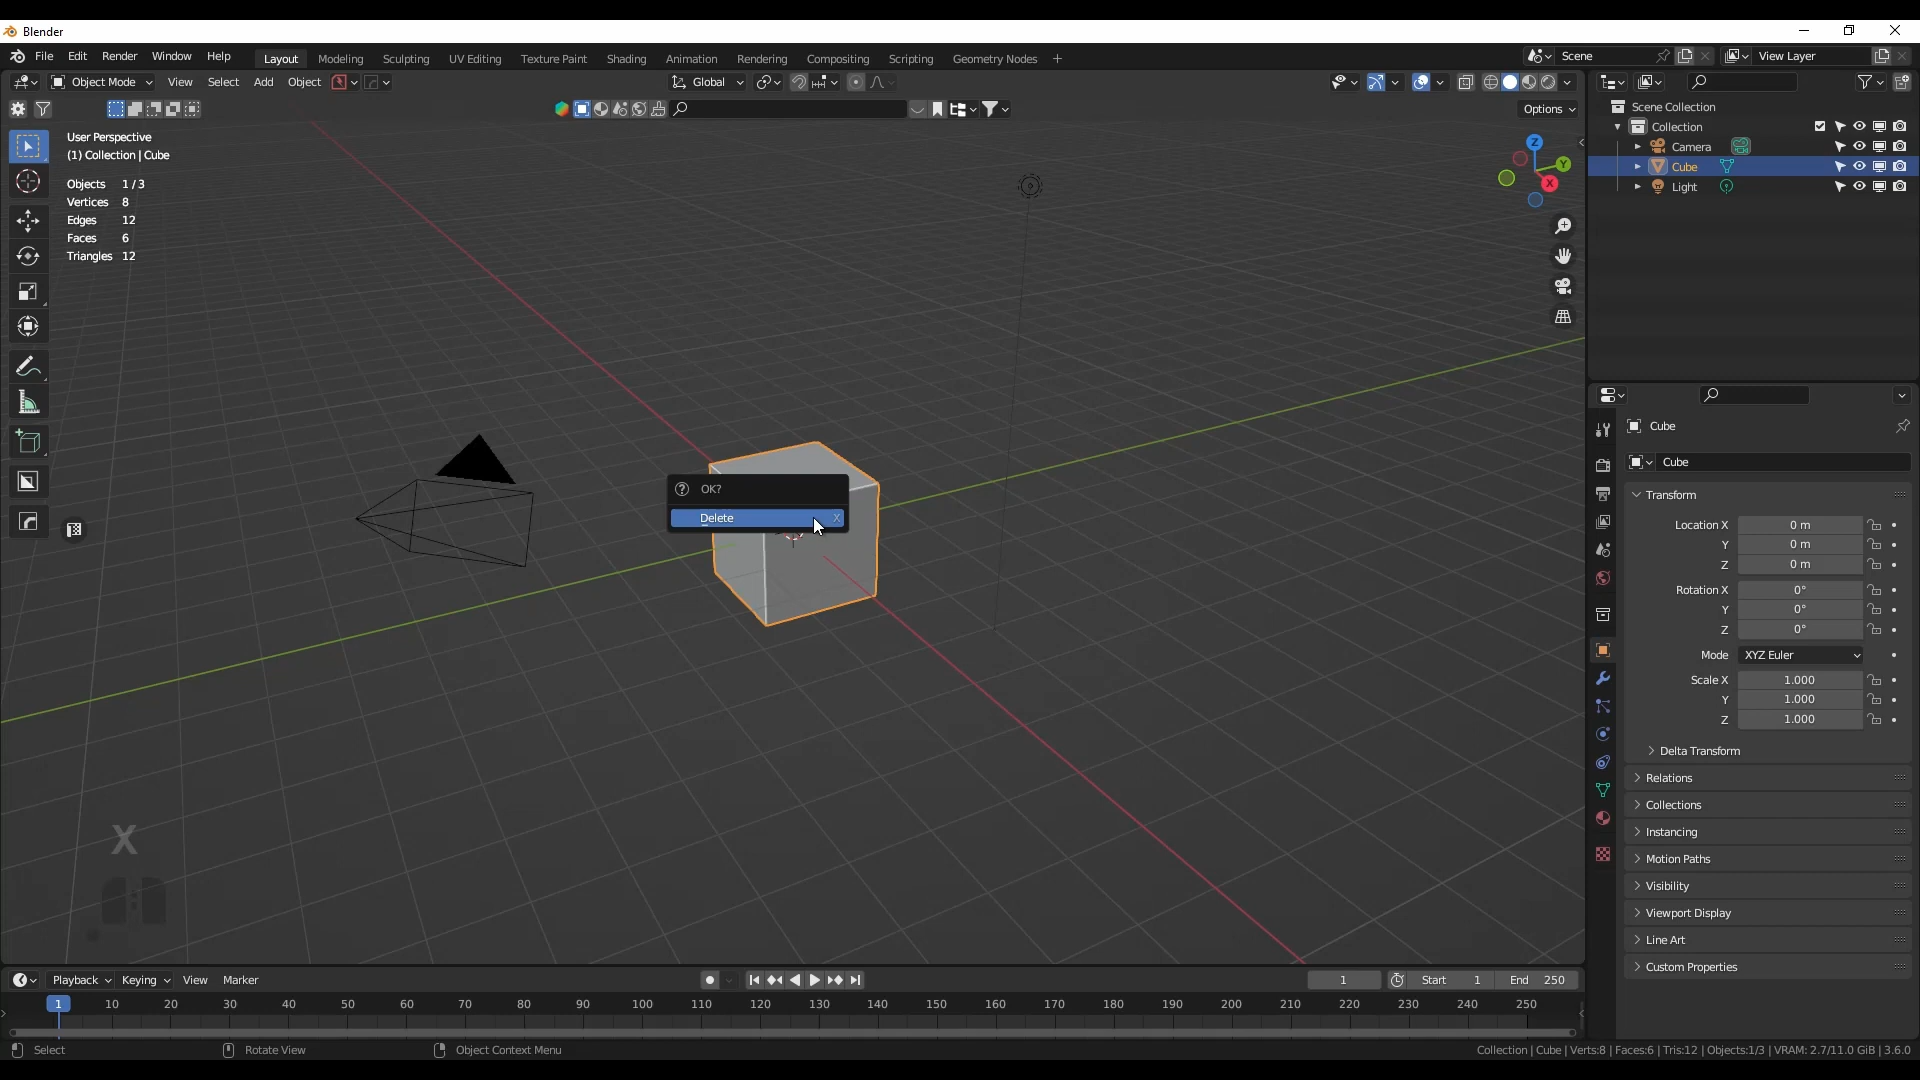 Blender
File Edit Render Window Help Layout Modeling Sculpting UV Editing Texture Paint Shading Animation Rendering Compositing Scripting Geometry Nodes + Scene View Layer
Object Mode View Select Add Object Global
Options
User Perspective
(1) Collection | Cube
Objects 1/3
Vertices 8
Edges 12
Faces 6
Triangles 12
Z
Y
X
OK?
Delete X
X
Scene Collection
Collection
Camera
Cube
Light
Cube
Cube
Transform
Location X 0 m
Y 0 m
Z 0 m
Rotation X 0°
Y 0°
Z 0°
Mode XYZ Euler
Scale X 1.000
Y 1.000
Z 1.000
Delta Transform
Relations
Collections
Instancing
Motion Paths
Visibility
Viewport Display
Line Art
Custom Properties
Playback Keying View Marker 1 Start 1 End 250
1 10 20 30 40 50 60 70 80 90 100 110 120 130 140 150 160 170 180 190 200 210 220 230 240 250
Select Rotate View Object Context Menu Collection | Cube | Verts:8 | Faces:6 | Tris:12 | Objects:1/3 | VRAM: 2.7/11.0 GiB | 3.6.0